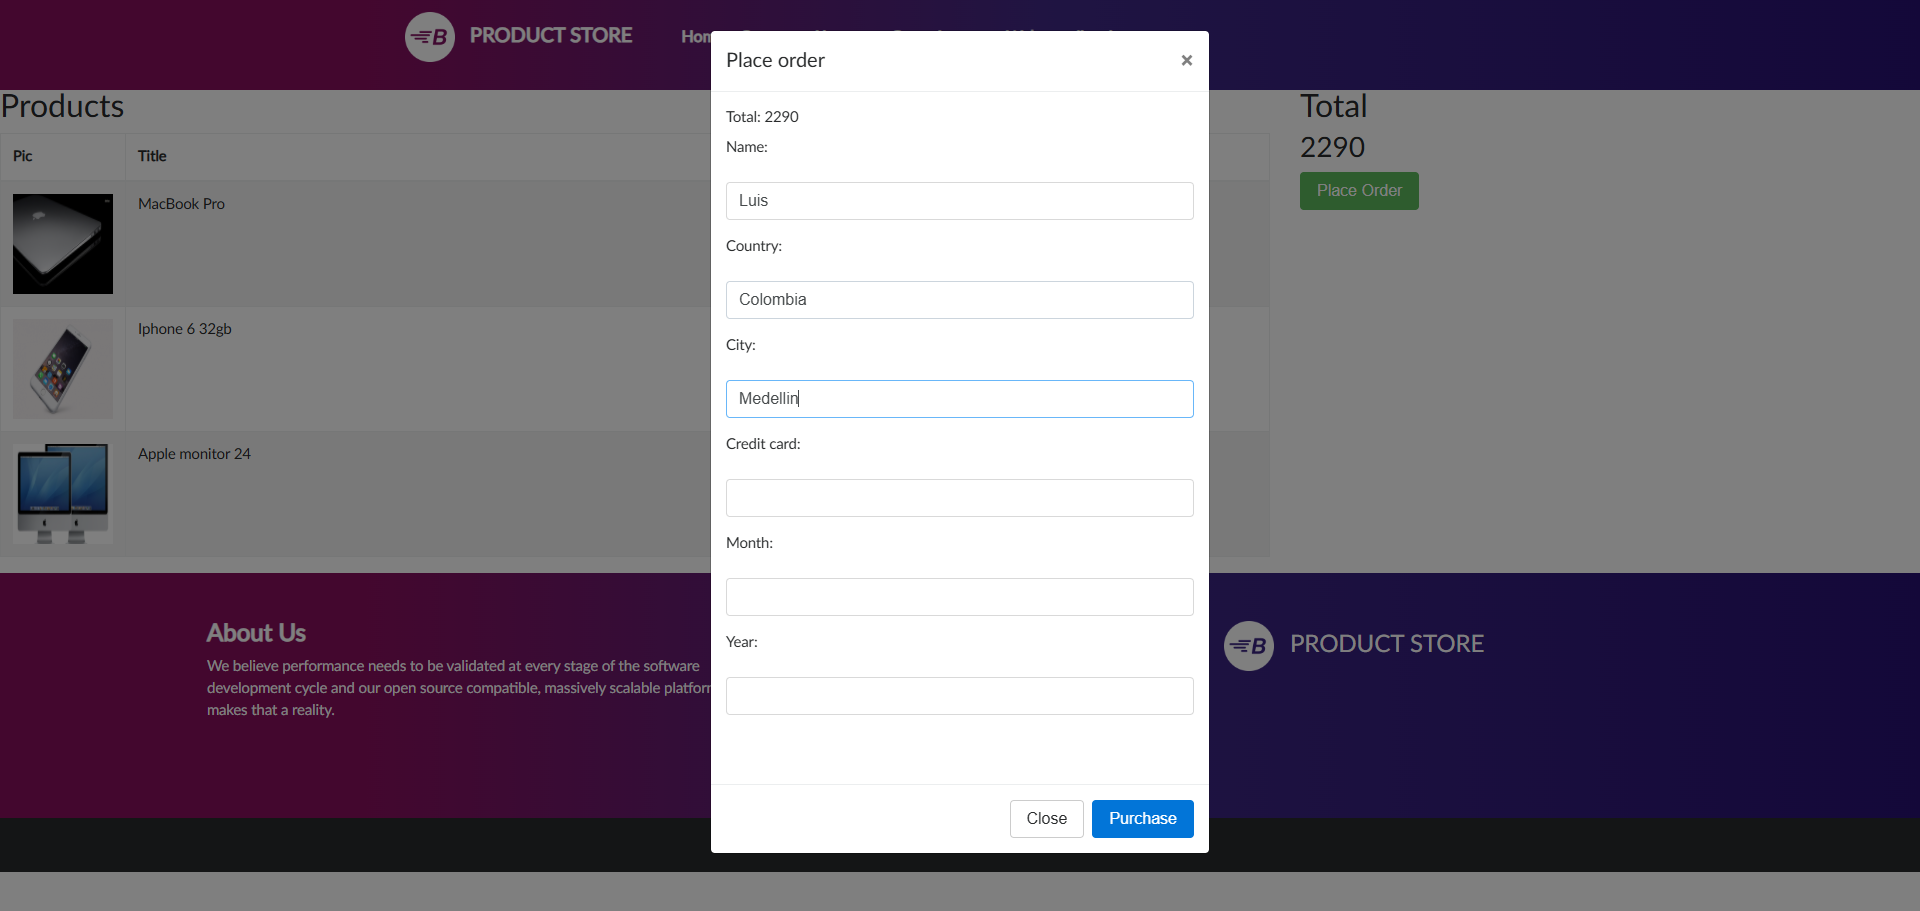 B PRODUCT STORE
Place order
×
Total: 2290
Name:
Luis
Country:
Colombia
City:
Medellin
Credit card:
Month:
Year:
Close
Purchase
Products
Pic
Title
MacBook Pro
Iphone 6 32gb
Apple monitor 24
Total
2290
Place Order
About Us
We believe performance needs to be validated at every stage of the software
development cycle and our open source compatible, massively scalable
makes that a reality.
B PRODUCT STORE